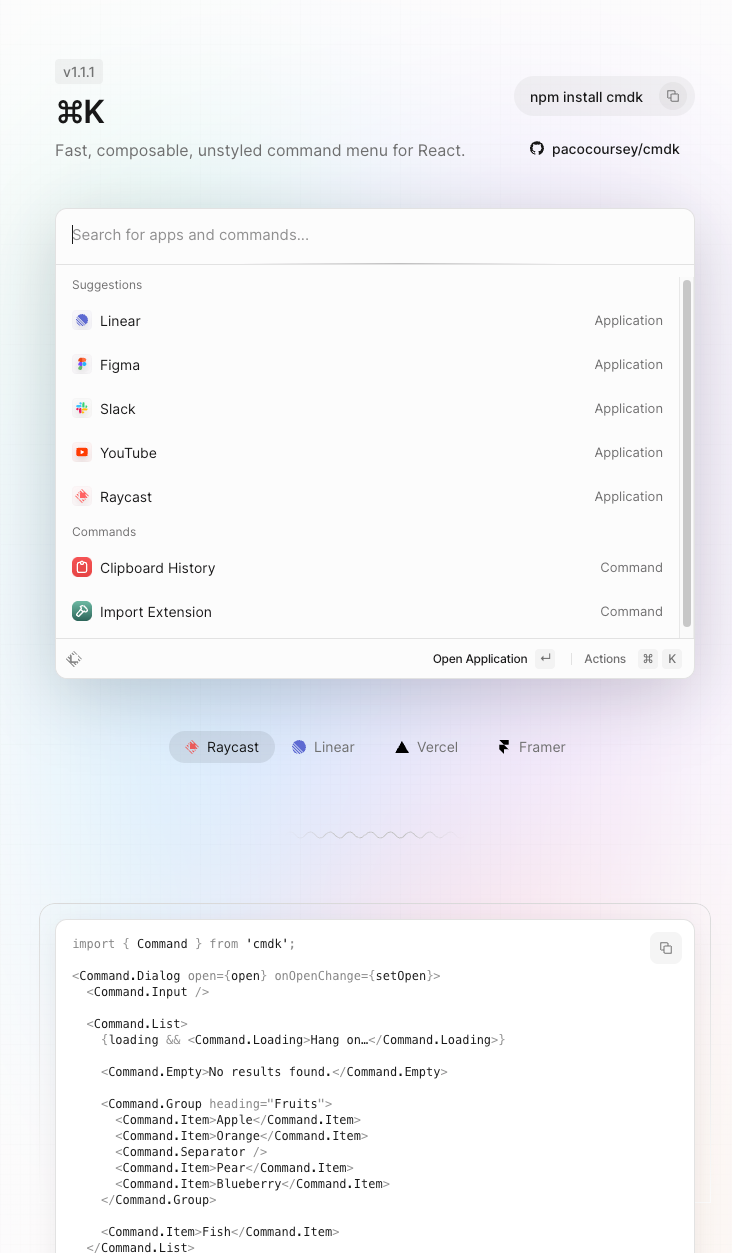 v1.1.1
⌘K
npm install cmdk
Fast, composable, unstyled command menu for React.
pacocoursey/cmdk
Search for apps and commands...
Suggestions
Linear Application
Figma Application
Slack Application
YouTube Application
Raycast Application
Commands
Clipboard History Command
Import Extension Command
Open Application ↵ Actions ⌘ K
Raycast Linear Vercel Framer
import { Command } from 'cmdk';
<Command.Dialog open={open} onOpenChange={setOpen}>
<Command.Input />
<Command.List>
{loading && <Command.Loading>Hang on…</Command.Loading>}
<Command.Empty>No results found.</Command.Empty>
<Command.Group heading="Fruits">
<Command.Item>Apple</Command.Item>
<Command.Item>Orange</Command.Item>
<Command.Separator />
<Command.Item>Pear</Command.Item>
<Command.Item>Blueberry</Command.Item>
</Command.Group>
<Command.Item>Fish</Command.Item>
</Command.List>